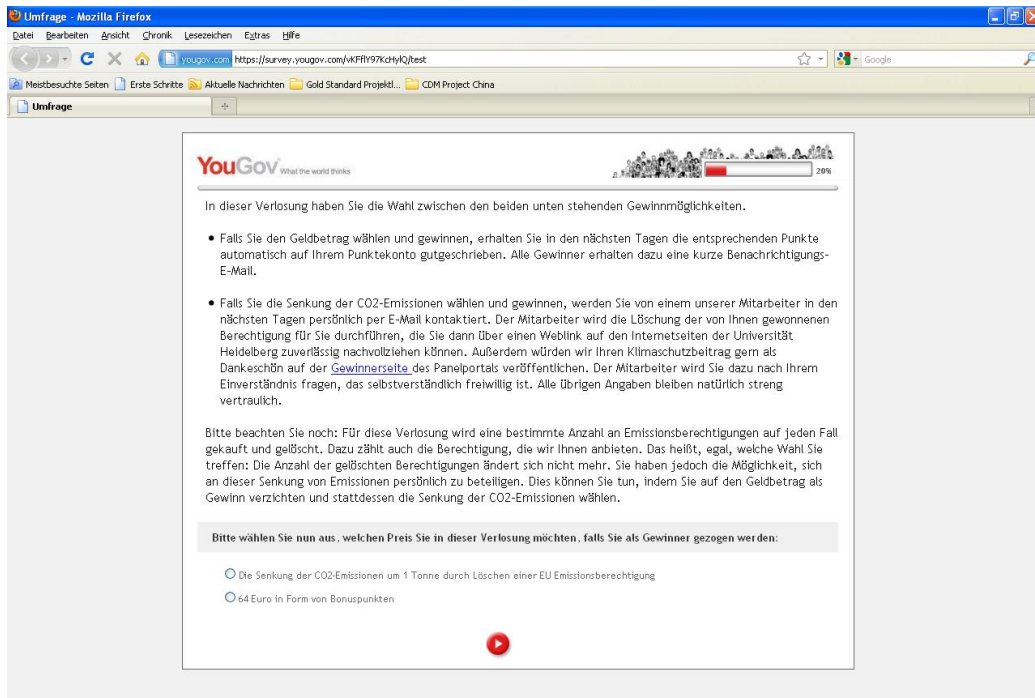 Umfrage - Mozilla Firefox
Datei Bearbeiten Ansicht Chronik Lesezeichen Extras Hilfe
yougov.com https://survey.yougov.com/vKFflY97KcHylQ/test
Google
Meistbesuchte Seiten Erste Schritte Aktuelle Nachrichten Gold Standard Projektl... CDM Project China
Umfrage
YouGov What the world thinks
20%
In dieser Verlosung haben Sie die Wahl zwischen den beiden unten stehenden Gewinnmöglichkeiten.
• Falls Sie den Geldbetrag wählen und gewinnen, erhalten Sie in den nächsten Tagen die entsprechenden Punkte
automatisch auf Ihrem Punktekonto gutgeschrieben. Alle Gewinner erhalten dazu eine kurze Benachrichtigungs-
E-Mail.
• Falls Sie die Senkung der CO2-Emissionen wählen und gewinnen, werden Sie von einem unserer Mitarbeiter in den
nächsten Tagen persönlich per E-Mail kontaktiert. Der Mitarbeiter wird die Löschung der von Ihnen gewonnenen
Berechtigung für Sie durchführen, die Sie dann über einen Weblink auf den Internetseiten der Universität
Heidelberg zuverlässig nachvollziehen können. Außerdem würden wir Ihren Klimaschutzbeitrag gern als
Dankeschön auf der Gewinnerseite des Panelportals veröffentlichen. Der Mitarbeiter wird Sie dazu nach Ihrem
Einverständnis fragen, das selbstverständlich freiwillig ist. Alle übrigen Angaben bleiben natürlich streng
vertraulich.
Bitte beachten Sie noch: Für diese Verlosung wird eine bestimmte Anzahl an Emissionsberechtigungen auf jeden Fall
gekauft und gelöscht. Dazu zählt auch die Berechtigung, die wir Ihnen anbieten. Das heißt, egal, welche Wahl Sie
treffen: Die Anzahl der gelöschten Berechtigungen ändert sich nicht mehr. Sie haben jedoch die Möglichkeit, sich
an dieser Senkung von Emissionen persönlich zu beteiligen. Dies können Sie tun, indem Sie auf den Geldbetrag als
Gewinn verzichten und stattdessen die Senkung der CO2-Emissionen wählen.
Bitte wählen Sie nun aus, welchen Preis Sie in dieser Verlosung möchten, falls Sie als Gewinner gezogen werden:
Die Senkung der CO2-Emissionen um 1 Tonne durch Löschen einer EU Emissionsberechtigung
64 Euro in Form von Bonuspunkten